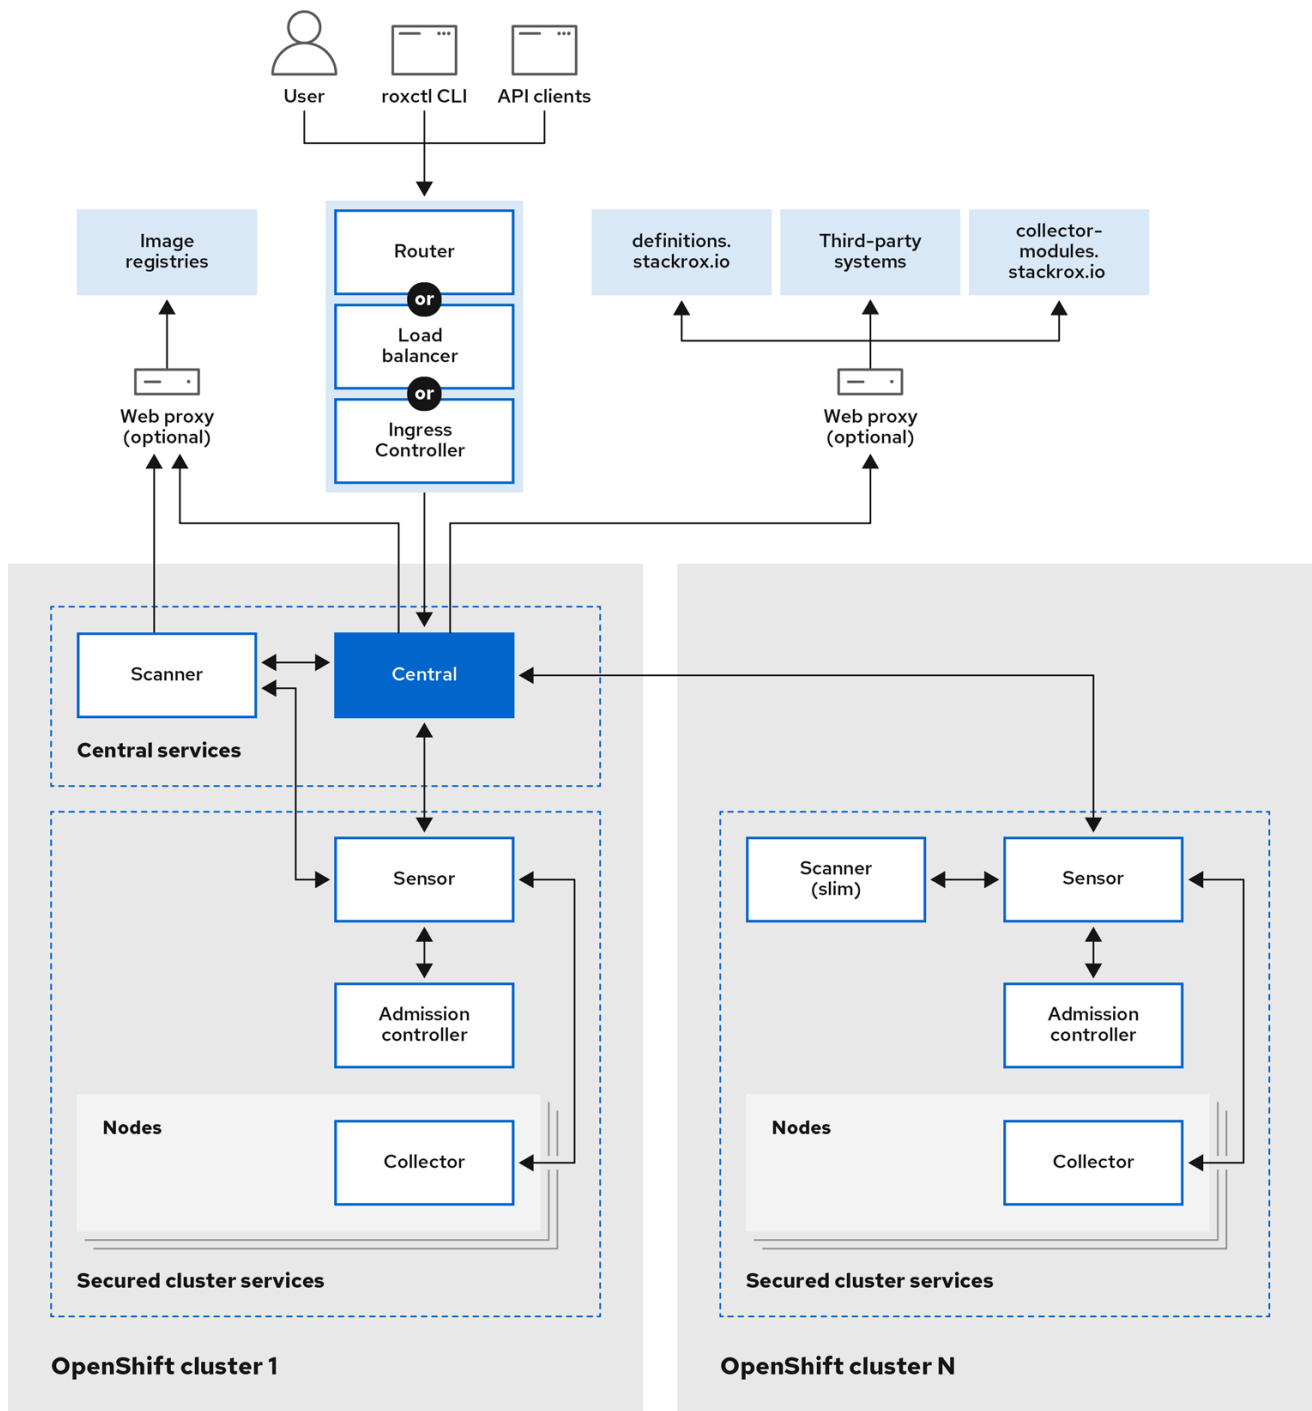 User
roxctl CLI
API clients
Image
registries
Router
or
Load
balancer
or
Ingress
Controller
definitions.
stackrox.io
Third-party
systems
collector-
modules.
stackrox.io
Web proxy
(optional)
Web proxy
(optional)
Scanner
Central
Central services
Sensor
Admission
controller
Nodes
Collector
Secured cluster services
OpenShift cluster 1
Scanner
(slim)
Sensor
Admission
controller
Nodes
Collector
Secured cluster services
OpenShift cluster N